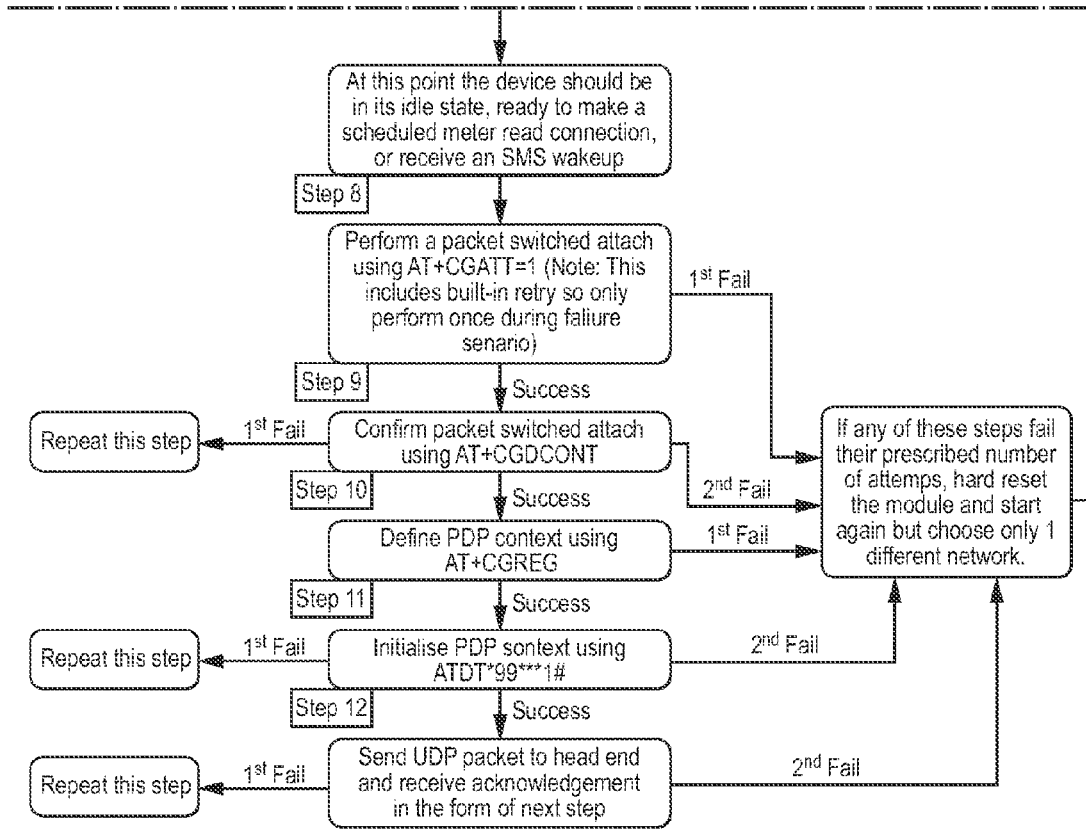 At this point the device should be
in its idle state, ready to make a
scheduled meter read connection,
or receive an SMS wakeup
Step 8
Perform a packet switched attach
using AT+CGATT=1 (Note: This
includes built-in retry so only
perform once during failure
senario)
1st Fail
Step 9
Success
Repeat this step
1st Fail
Confirm packet switched attach
using AT+CGDCONT
2nd Fail
If any of these steps fail
their prescribed number
of attemps, hard reset
the module and start
again but choose only 1
different network.
Step 10
Success
Define PDP context using
AT+CGREG
1st Fail
Step 11
Success
Repeat this step
1st Fail
Initialise PDP sontext using
ATDT*99***1#
2nd Fail
Step 12
Success
Repeat this step
1st Fail
Send UDP packet to head end
and receive acknowledgement
in the form of next step
2nd Fail